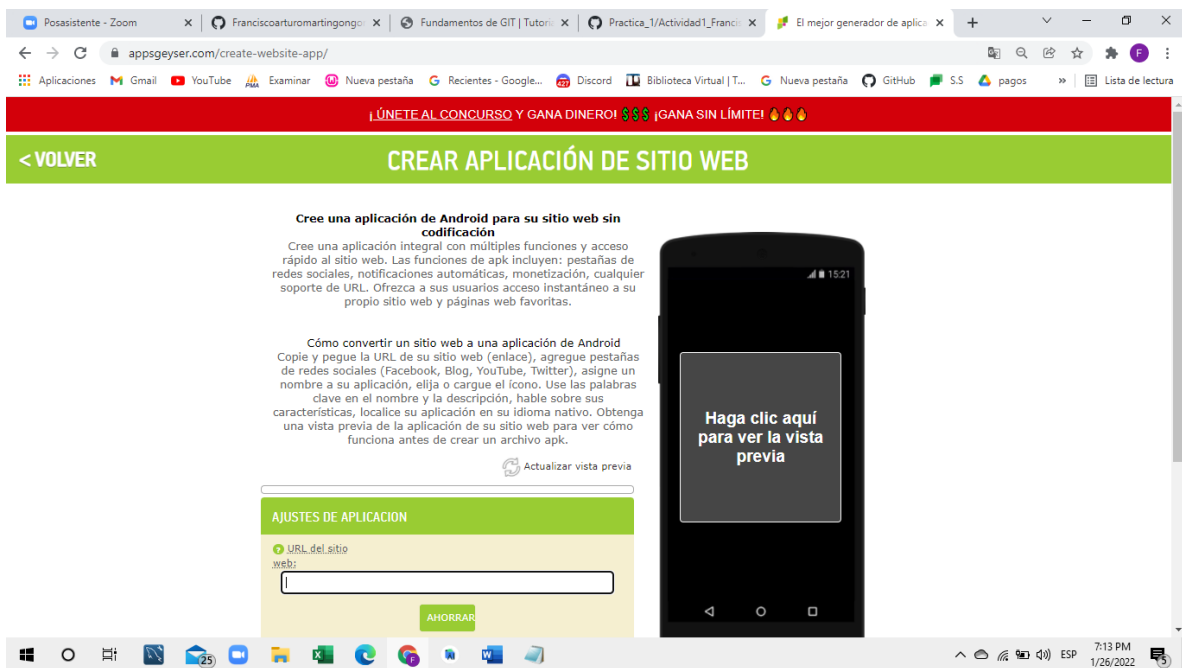 Posasistente - Zoom
Franciscoarturomartingongor
Fundamentos de GIT | Tutori
Practica_1/Actividad1_Francis
El mejor generador de aplica
appsgeyser.com/create-website-app/
F
Aplicaciones
Gmail
YouTube
PMA
Examinar
Nueva pestaña
Recientes - Google...
Discord
Biblioteca Virtual | T...
Nueva pestaña
GitHub
S.S
pagos
»
Lista de lectura
¡ ÚNETE AL CONCURSO Y GANA DINERO! $ $ $ ¡GANA SIN LÍMITE!
< VOLVER
CREAR APLICACIÓN DE SITIO WEB
Cree una aplicación de Android para su sitio web sin
codificación
Cree una aplicación integral con múltiples funciones y acceso
rápido al sitio web. Las funciones de apk incluyen: pestañas de
redes sociales, notificaciones automáticas, monetización, cualquier
soporte de URL. Ofrezca a sus usuarios acceso instantáneo a su
propio sitio web y páginas web favoritas.
Cómo convertir un sitio web a una aplicación de Android
Copie y pegue la URL de su sitio web (enlace), agregue pestañas
de redes sociales (Facebook, Blog, YouTube, Twitter), asigne un
nombre a su aplicación, elija o cargue el ícono. Use las palabras
clave en el nombre y la descripción, hable sobre sus
características, localice su aplicación en su idioma nativo. Obtenga
una vista previa de la aplicación de su sitio web para ver cómo
funciona antes de crear un archivo apk.
Actualizar vista previa
AJUSTES DE APLICACION
? URL del sitio
web:
AHORRAR
15:21
Haga clic aquí
para ver la vista
previa
25
ESP
7:13 PM
1/26/2022
5